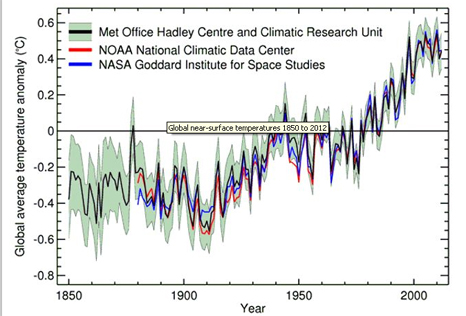 Global average temperature anomaly (°C)
0.6
0.4
0.2
0
-0.2
-0.4
-0.6
-0.8
Met Office Hadley Centre and Climatic Research Unit
NOAA National Climatic Data Center
NASA Goddard Institute for Space Studies
Global near-surface temperatures 1850 to 2012
1850
1900
1950
2000
Year